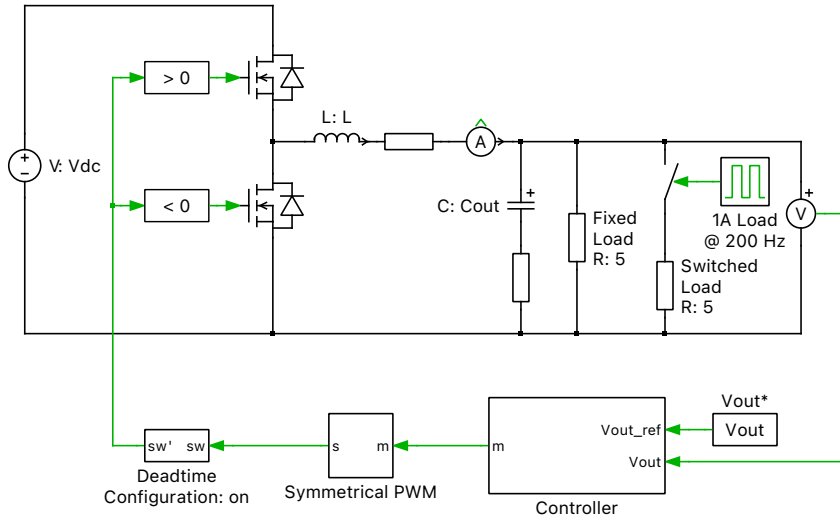 > 0
L: L
A
V: Vdc
< 0
C: Cout
Fixed
Load
R: 5
1A Load
@ 200 Hz
V
Switched
Load
R: 5
Vout*
Vout_ref
Vout
sw' sw
s
m
m
Vout
Deadtime
Configuration: on
Symmetrical PWM
Controller